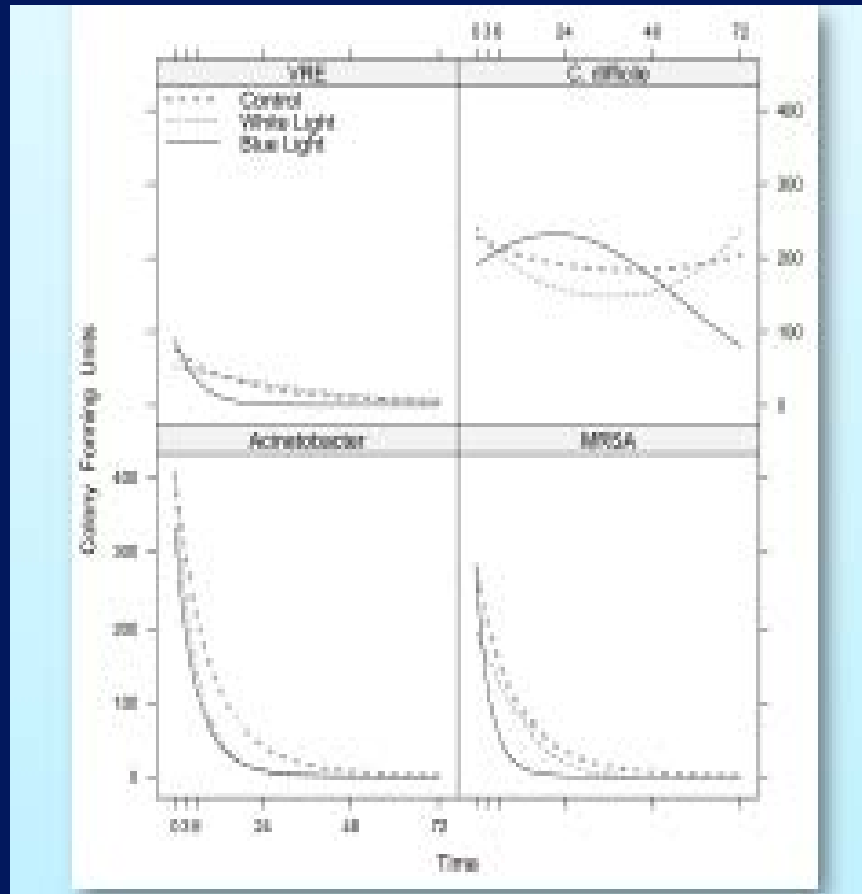 0 3 6 24 48 72
VRE
C. difficile
Control
White Light
Blue Light
400
300
200
100
0
Colony Forming Units
Acinetobacter
MRSA
400
300
200
100
0
0 3 6 24 48 72
Time